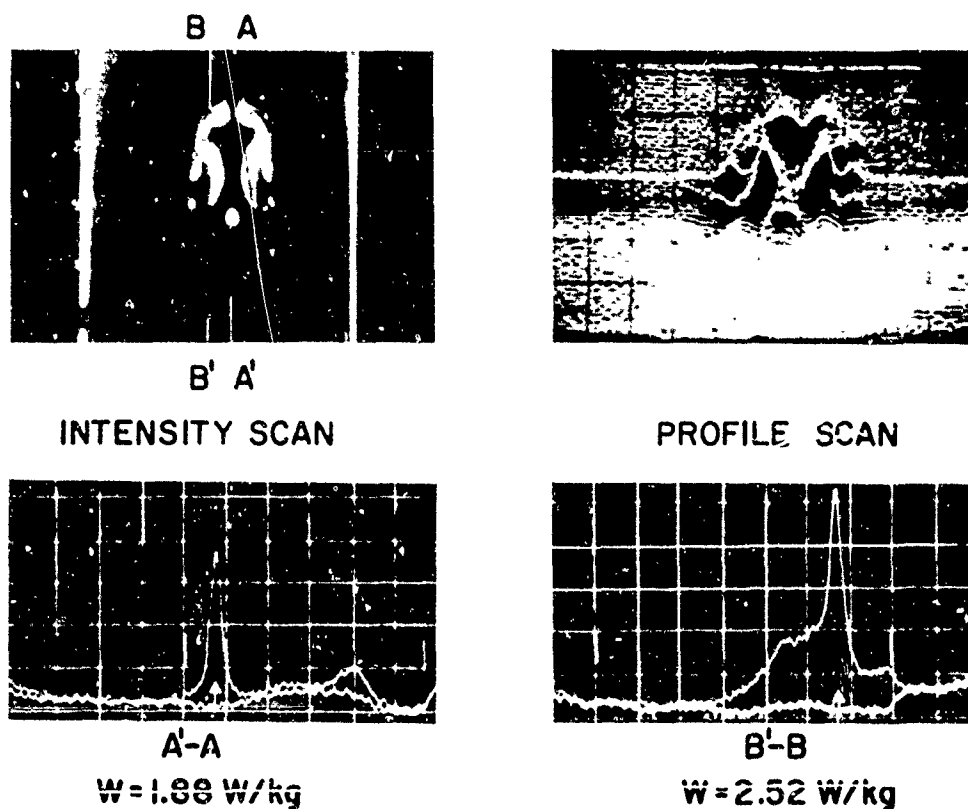 B A
B' A'
INTENSITY SCAN
PROFILE SCAN
A'-A
B'-B
W = 1.88 W/kg
W = 2.52 W/kg